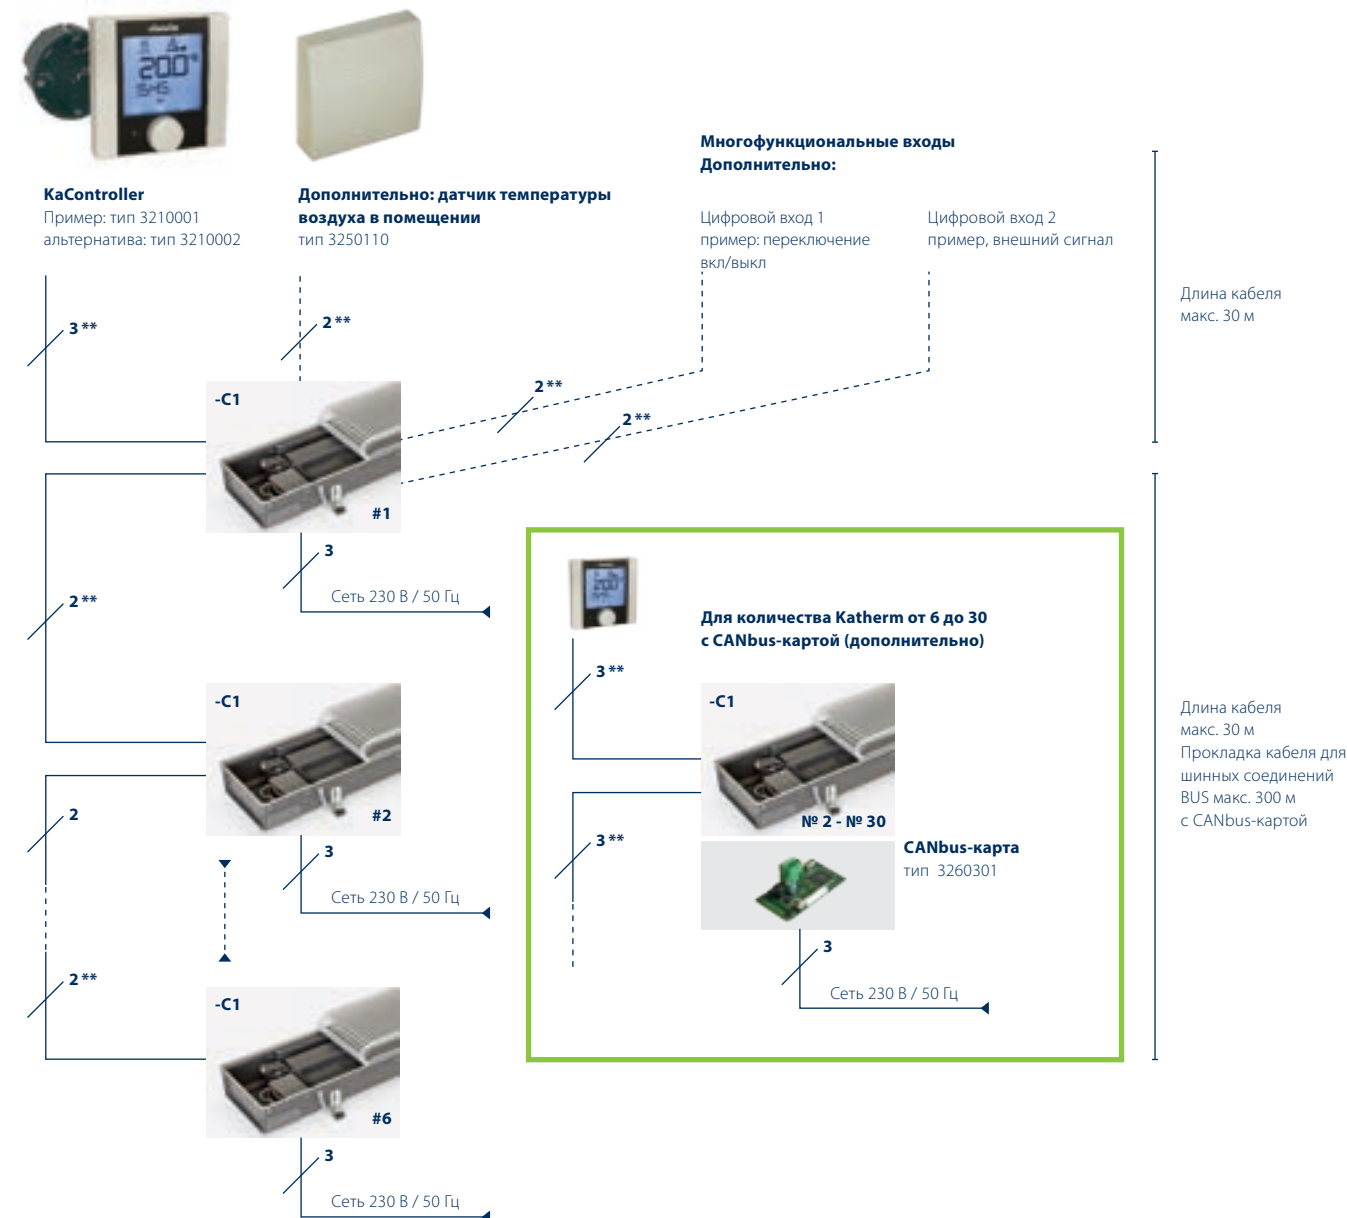 20.0°
KaController
Пример: тип 3210001
альтернатива: тип 3210002
Дополнительно: датчик температуры
воздуха в помещении
тип 3250110
Многофункциональные входы
Дополнительно:
Цифровой вход 1
пример: переключение
вкл/выкл
Цифровой вход 2
пример, внешний сигнал
Длина кабеля
макс. 30 м
3 **
2 **
2 **
2 **
-C1
#1
3
Сеть 230 В / 50 Гц
2 **
-C1
#2
3
Сеть 230 В / 50 Гц
2
2 **
-C1
#6
3
Сеть 230 В / 50 Гц
Для количества Katherm от 6 до 30
с CANbus-картой (дополнительно)
3 **
-C1
№ 2 - № 30
3 **
CANbus-карта
тип 3260301
3
Сеть 230 В / 50 Гц
Длина кабеля
макс. 30 м
Прокладка кабеля для
шинных соединений
BUS макс. 300 м
с CANbus-картой